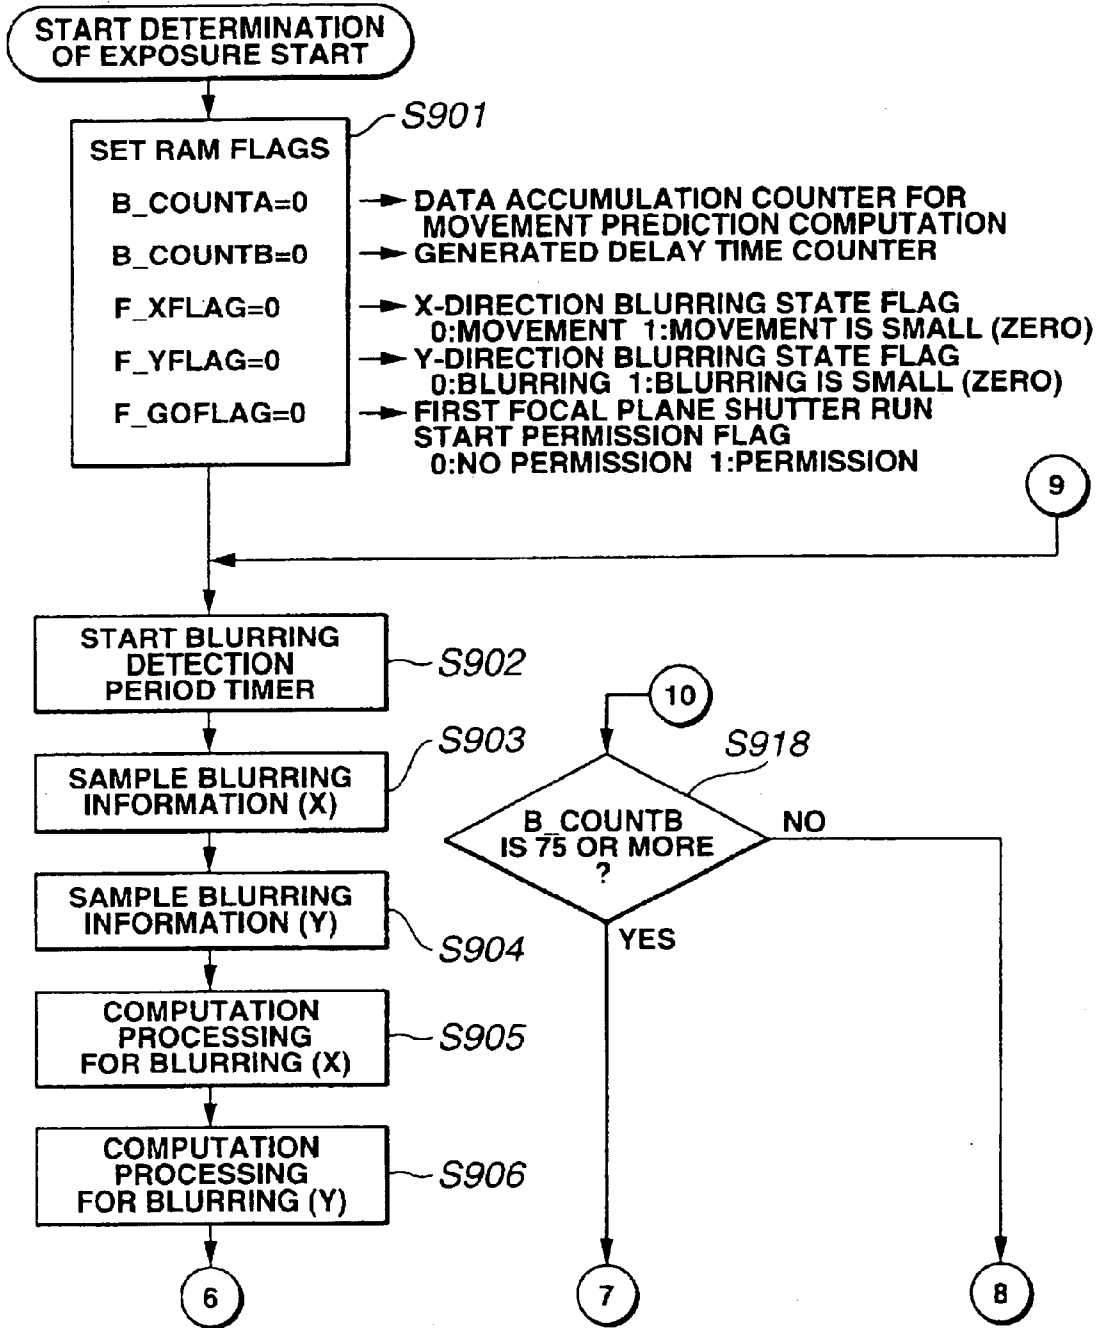 START DETERMINATION
OF EXPOSURE START
S901
SET RAM FLAGS
B_COUNTA=0
DATA ACCUMULATION COUNTER FOR
MOVEMENT PREDICTION COMPUTATION
B_COUNTB=0
GENERATED DELAY TIME COUNTER
F_XFLAG=0
X-DIRECTION BLURRING STATE FLAG
0:MOVEMENT 1:MOVEMENT IS SMALL (ZERO)
F_YFLAG=0
Y-DIRECTION BLURRING STATE FLAG
0:BLURRING 1:BLURRING IS SMALL (ZERO)
F_GOFLAG=0
FIRST FOCAL PLANE SHUTTER RUN
START PERMISSION FLAG
0:NO PERMISSION 1:PERMISSION
9
START BLURRING
DETECTION
PERIOD TIMER
S902
SAMPLE BLURRING
INFORMATION (X)
S903
SAMPLE BLURRING
INFORMATION (Y)
S904
COMPUTATION
PROCESSING
FOR BLURRING (X)
S905
COMPUTATION
PROCESSING
FOR BLURRING (Y)
S906
6
10
S918
B_COUNTB
IS 75 OR MORE
?
NO
YES
7
8